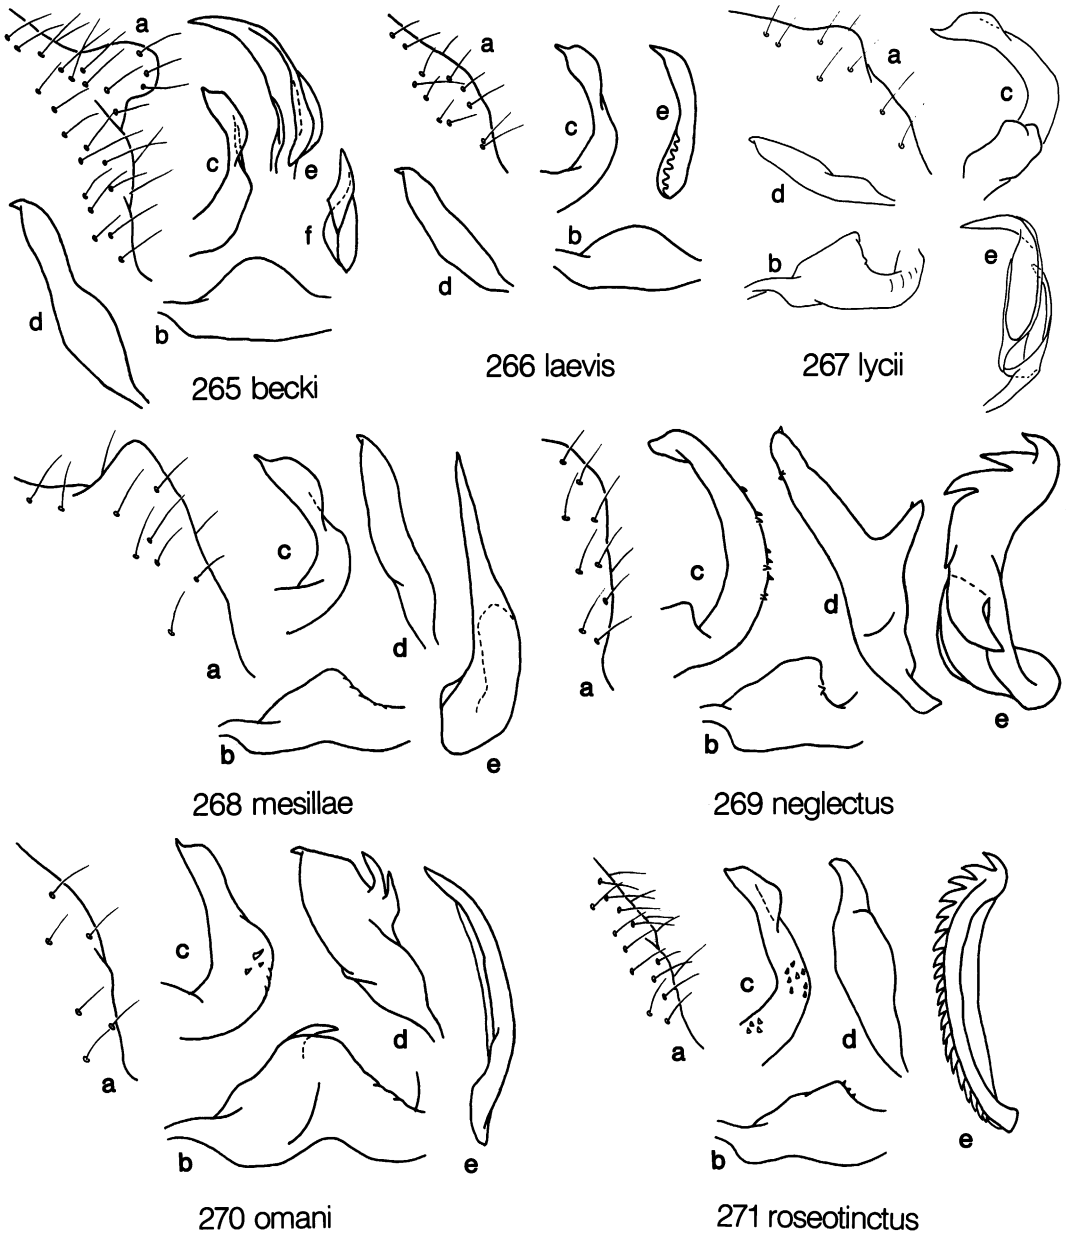 a
c
e
f
d
b
265 becki
a
c
e
b
d
266 laevis
a
c
d
b
e
267 lycii
a
c
d
b
e
268 mesillae
a
c
d
b
e
269 neglectus
a
c
d
b
e
270 omani
a
c
d
b
e
271 roseotinctus